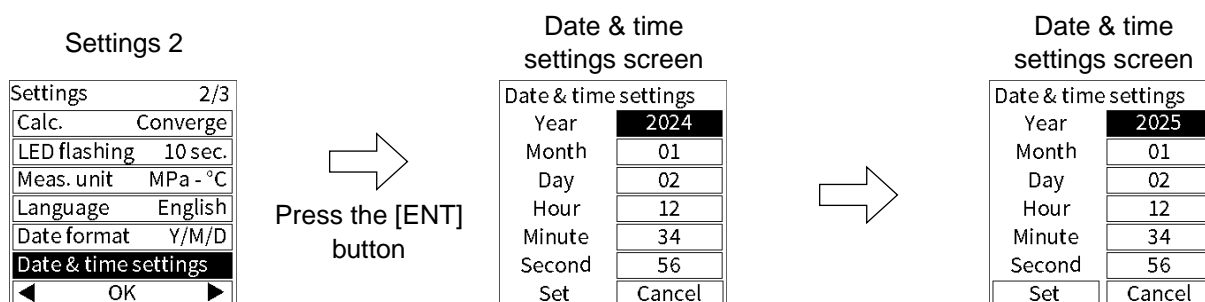 Settings 2
Settings 2/3
Calc. Converge
LED flashing 10 sec.
Meas. unit MPa - °C
Language English
Date format Y/M/D
Date & time settings
◀ OK ▶
Press the [ENT]
button
Date & time
settings screen
Date & time settings
Year 2024
Month 01
Day 02
Hour 12
Minute 34
Second 56
Set Cancel
Date & time
settings screen
Date & time settings
Year 2025
Month 01
Day 02
Hour 12
Minute 34
Second 56
Set Cancel